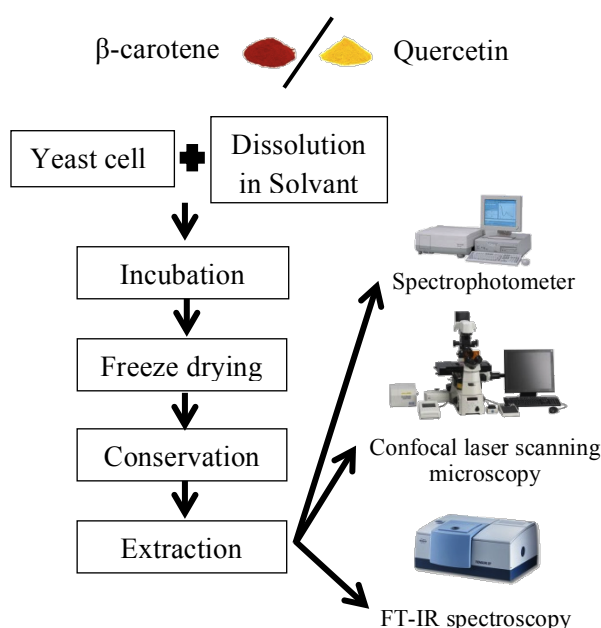 β-carotene
Quercetin
Yeast cell
Dissolution
in Solvant
Incubation
Freeze drying
Conservation
Extraction
Spectrophotometer
Confocal laser scanning
microscopy
FT-IR spectroscopy